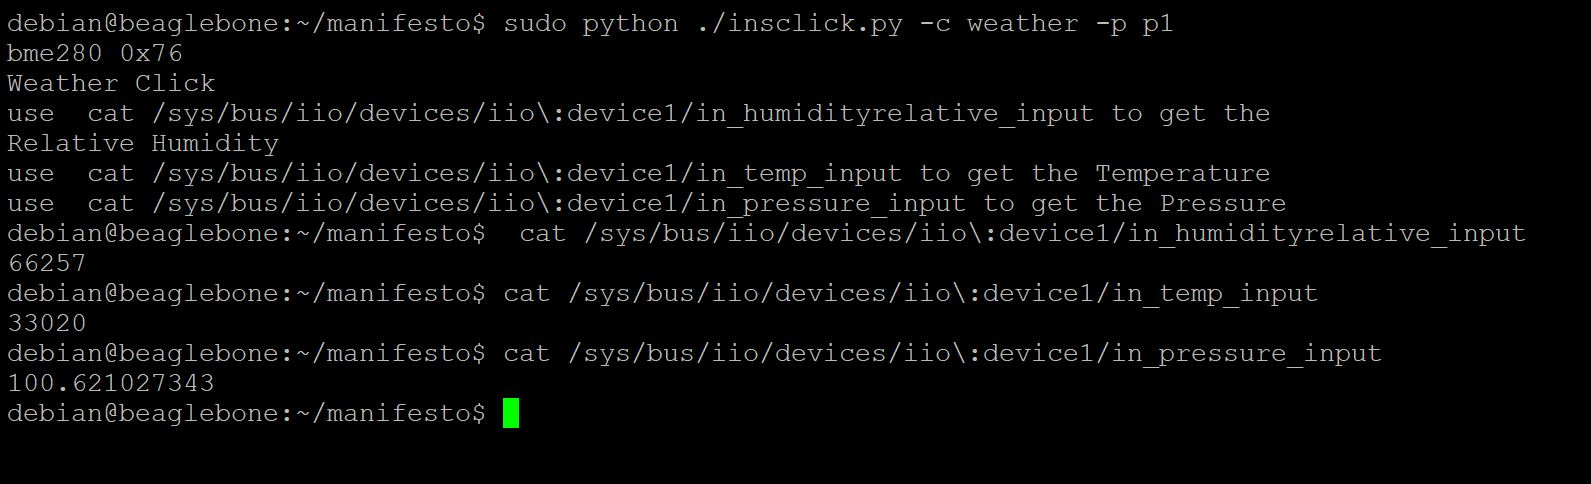 debian@beaglebone:~/manifesto$ sudo python ./insclick.py -c weather -p p1
bme280 0x76
Weather Click
use  cat /sys/bus/iio/devices/iio\:device1/in_humidityrelative_input to get the
Relative Humidity
use  cat /sys/bus/iio/devices/iio\:device1/in_temp_input to get the Temperature
use  cat /sys/bus/iio/devices/iio\:device1/in_pressure_input to get the Pressure
debian@beaglebone:~/manifesto$  cat /sys/bus/iio/devices/iio\:device1/in_humidityrelative_input
66257
debian@beaglebone:~/manifesto$ cat /sys/bus/iio/devices/iio\:device1/in_temp_input
33020
debian@beaglebone:~/manifesto$ cat /sys/bus/iio/devices/iio\:device1/in_pressure_input
100.621027343
debian@beaglebone:~/manifesto$